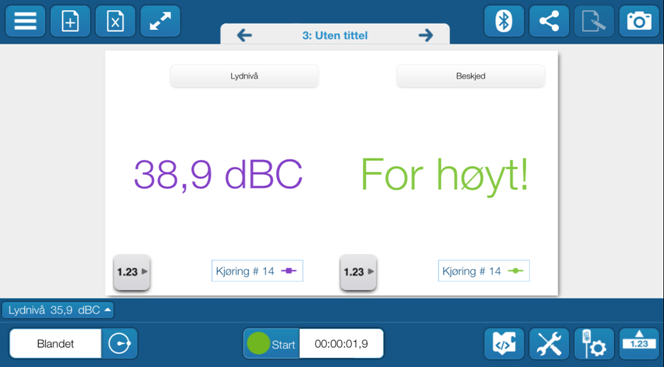 3: Uten tittel
Lydnivå
Beskjed
38,9 dBC
For høyt!
1.23
Kjøring # 14
1.23
Kjøring # 14
Lydnivå 35,9 dBC
Blandet
Start
00:00:01,9
1.23